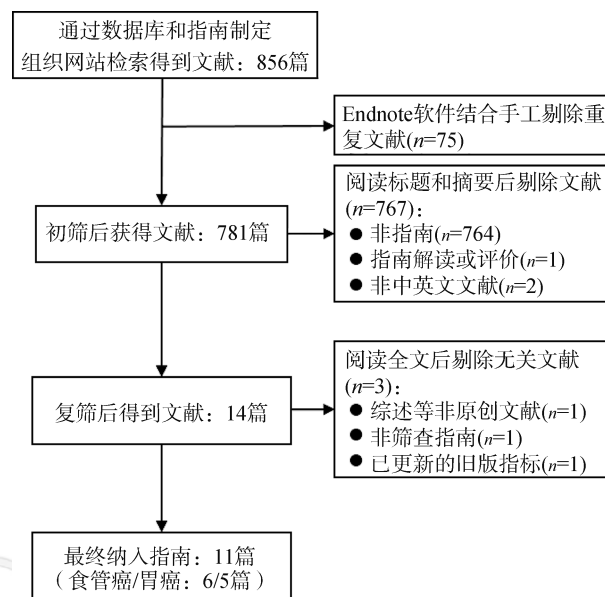 通过数据库和指南制定
组织网站检索得到文献：856篇
Endnote软件结合手工剔除重
复文献(n=75)
阅读标题和摘要后剔除文献
(n=767)：
● 非指南(n=764)
● 指南解读或评价(n=1)
● 非中英文文献(n=2)
初筛后获得文献：781篇
阅读全文后剔除无关文献
(n=3)：
● 综述等非原创文献(n=1)
● 非筛查指南(n=1)
● 已更新的旧版指标(n=1)
复筛后得到文献：14篇
最终纳入指南：11篇
（食管癌/胃癌：6/5篇）